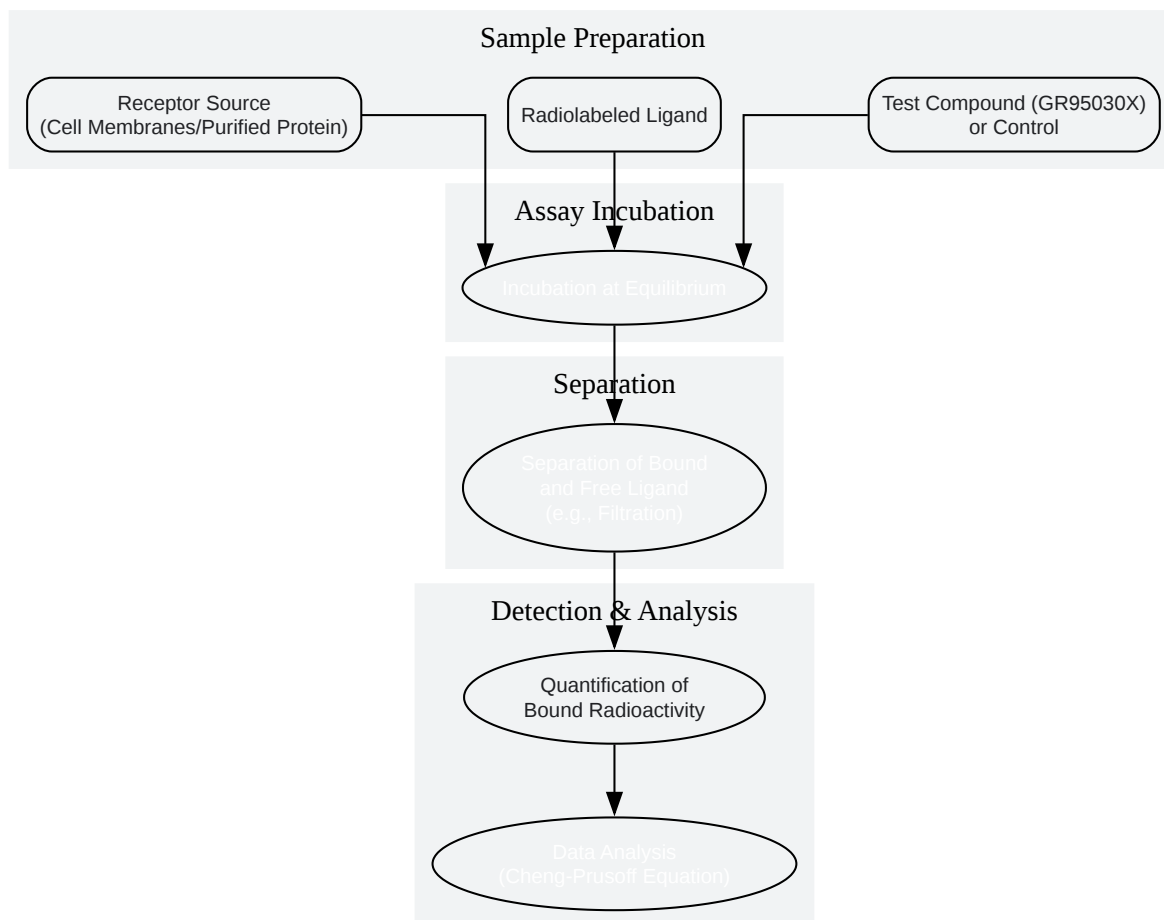 Sample Preparation
Receptor Source
(Cell Membranes/Purified Protein)
Radiolabeled Ligand
Test Compound (GR95030X)
or Control
Assay Incubation
Incubation at Equilibrium
Separation
Separation of Bound
and Free Ligand
(e.g., Filtration)
Detection & Analysis
Quantification of
Bound Radioactivity
Data Analysis
(Cheng-Prusoff Equation)